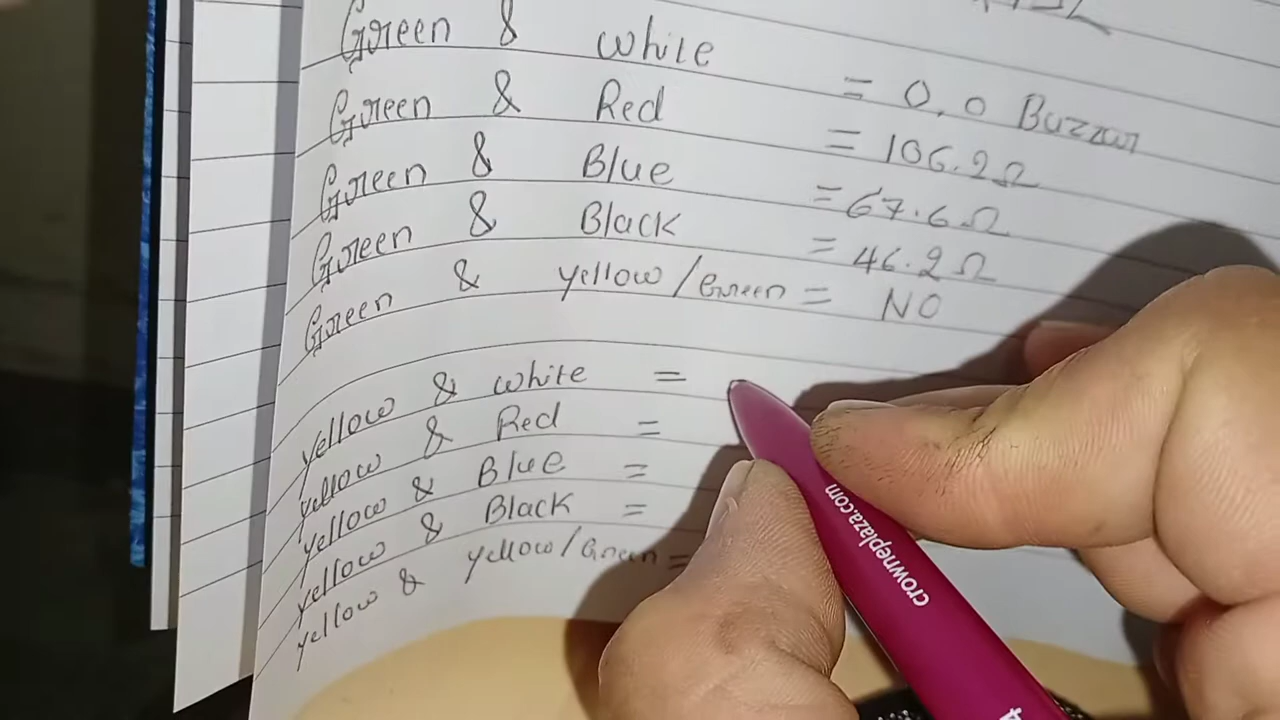 Green & white = 0.0 Buzzar
Green & Red = 106.2Ω
Green & Blue = 67.6Ω
Green & Black = 46.2Ω
Green & yellow/Green = NO
yellow & white =
yellow & Red =
yellow & Blue =
yellow & Black =
yellow & yellow/Green =
crowneplaza.com